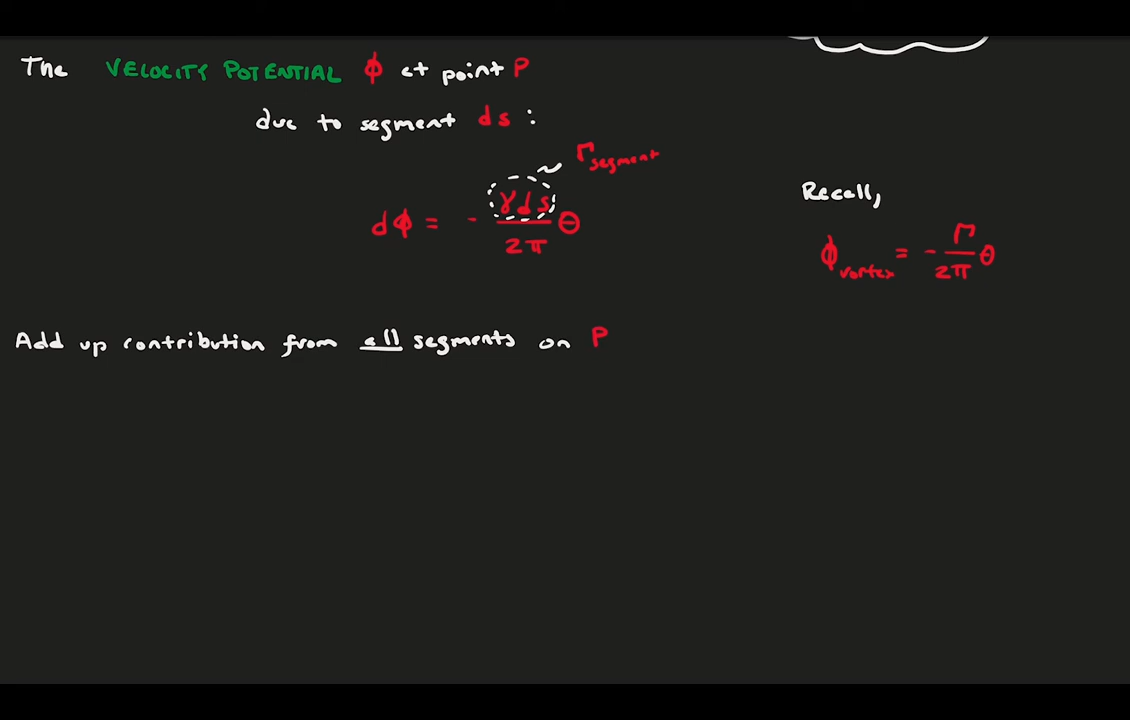 The VELOCITY POTENTIAL ϕ at point P
due to segment ds:
Γsegment
dϕ = - γds/2π θ
Recall,
ϕvortex = - Γ/2π θ
Add up contribution from all segments on P